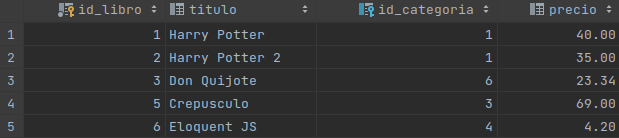 id_libro titulo id_categoria precio
1 1 Harry Potter 1 40.00
2 2 Harry Potter 2 1 35.00
3 3 Don Quijote 6 23.34
4 5 Crepusculo 3 69.00
5 6 Eloquent JS 4 4.20